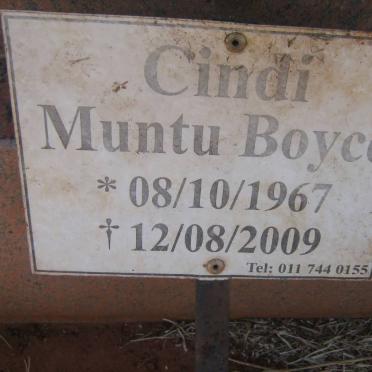 Cindi
Muntu Boyce
* 08/10/1967
† 12/08/2009
Tel: 011 744 0155